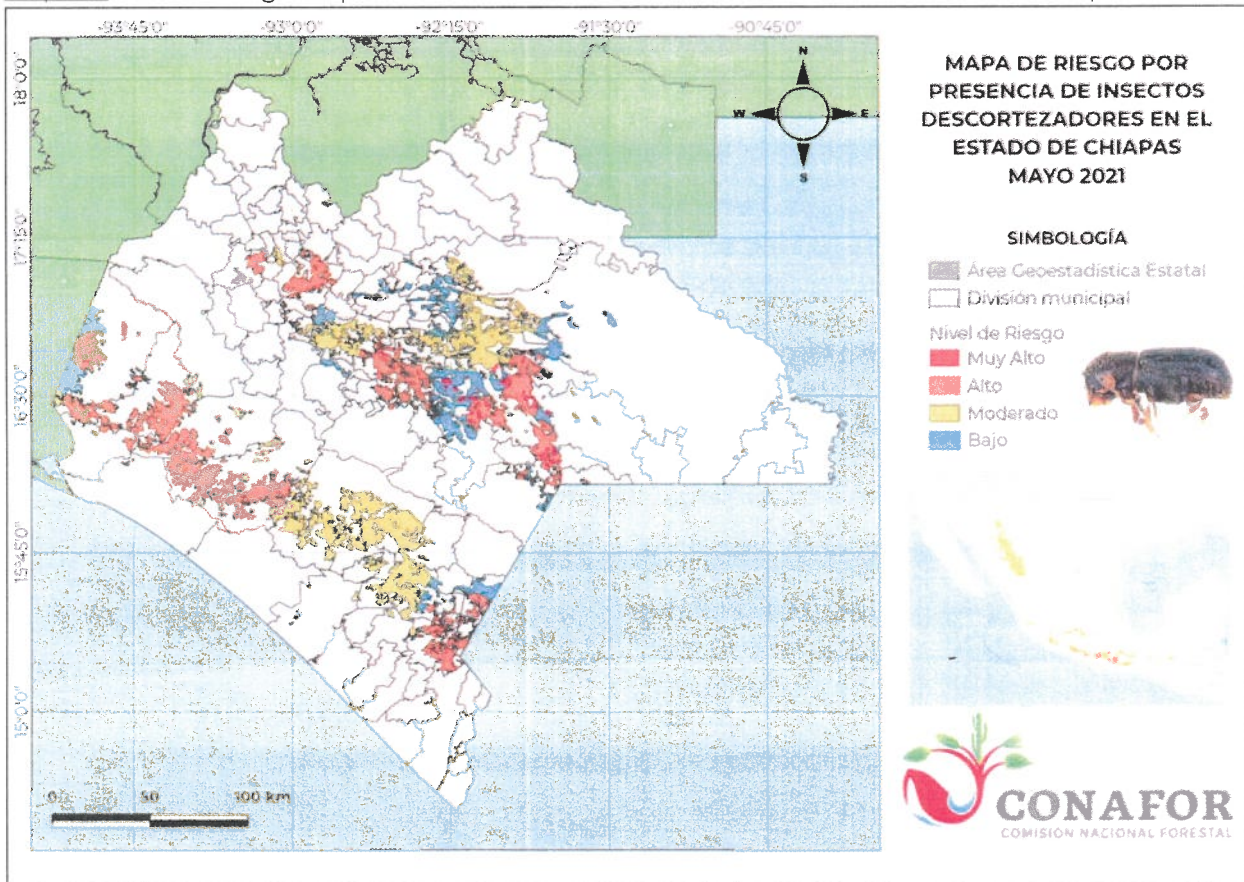 -93°45'0"
-93°0'0"
-92°15'0"
-91°30'0"
-90°45'0"
18°0'0"
17°15'0"
16°30'0"
15°45'0"
15°0'0"
N
W
E
S
0
50
100 km
MAPA DE RIESGO POR
PRESENCIA DE INSECTOS
DESCORTEZADORES EN EL
ESTADO DE CHIAPAS
MAYO 2021
SIMBOLOGÍA
Área Geoestadística Estatal
División municipal
Nivel de Riesgo
Muy Alto
Alto
Moderado
Bajo
CONAFOR
COMISIÓN NACIONAL FORESTAL